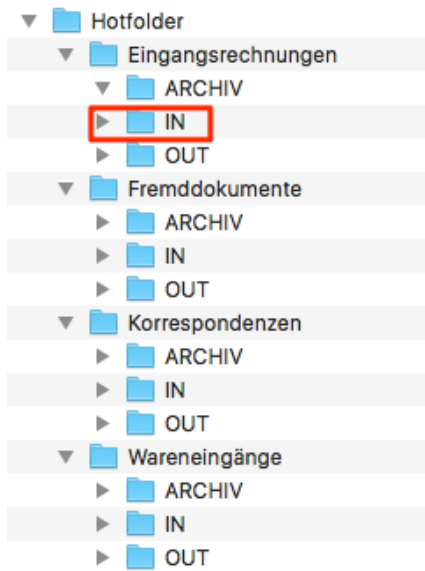 Hotfolder
Eingangsrechnungen
ARCHIV
IN
OUT
Fremddokumente
ARCHIV
IN
OUT
Korrespondenzen
ARCHIV
IN
OUT
Wareneingänge
ARCHIV
IN
OUT